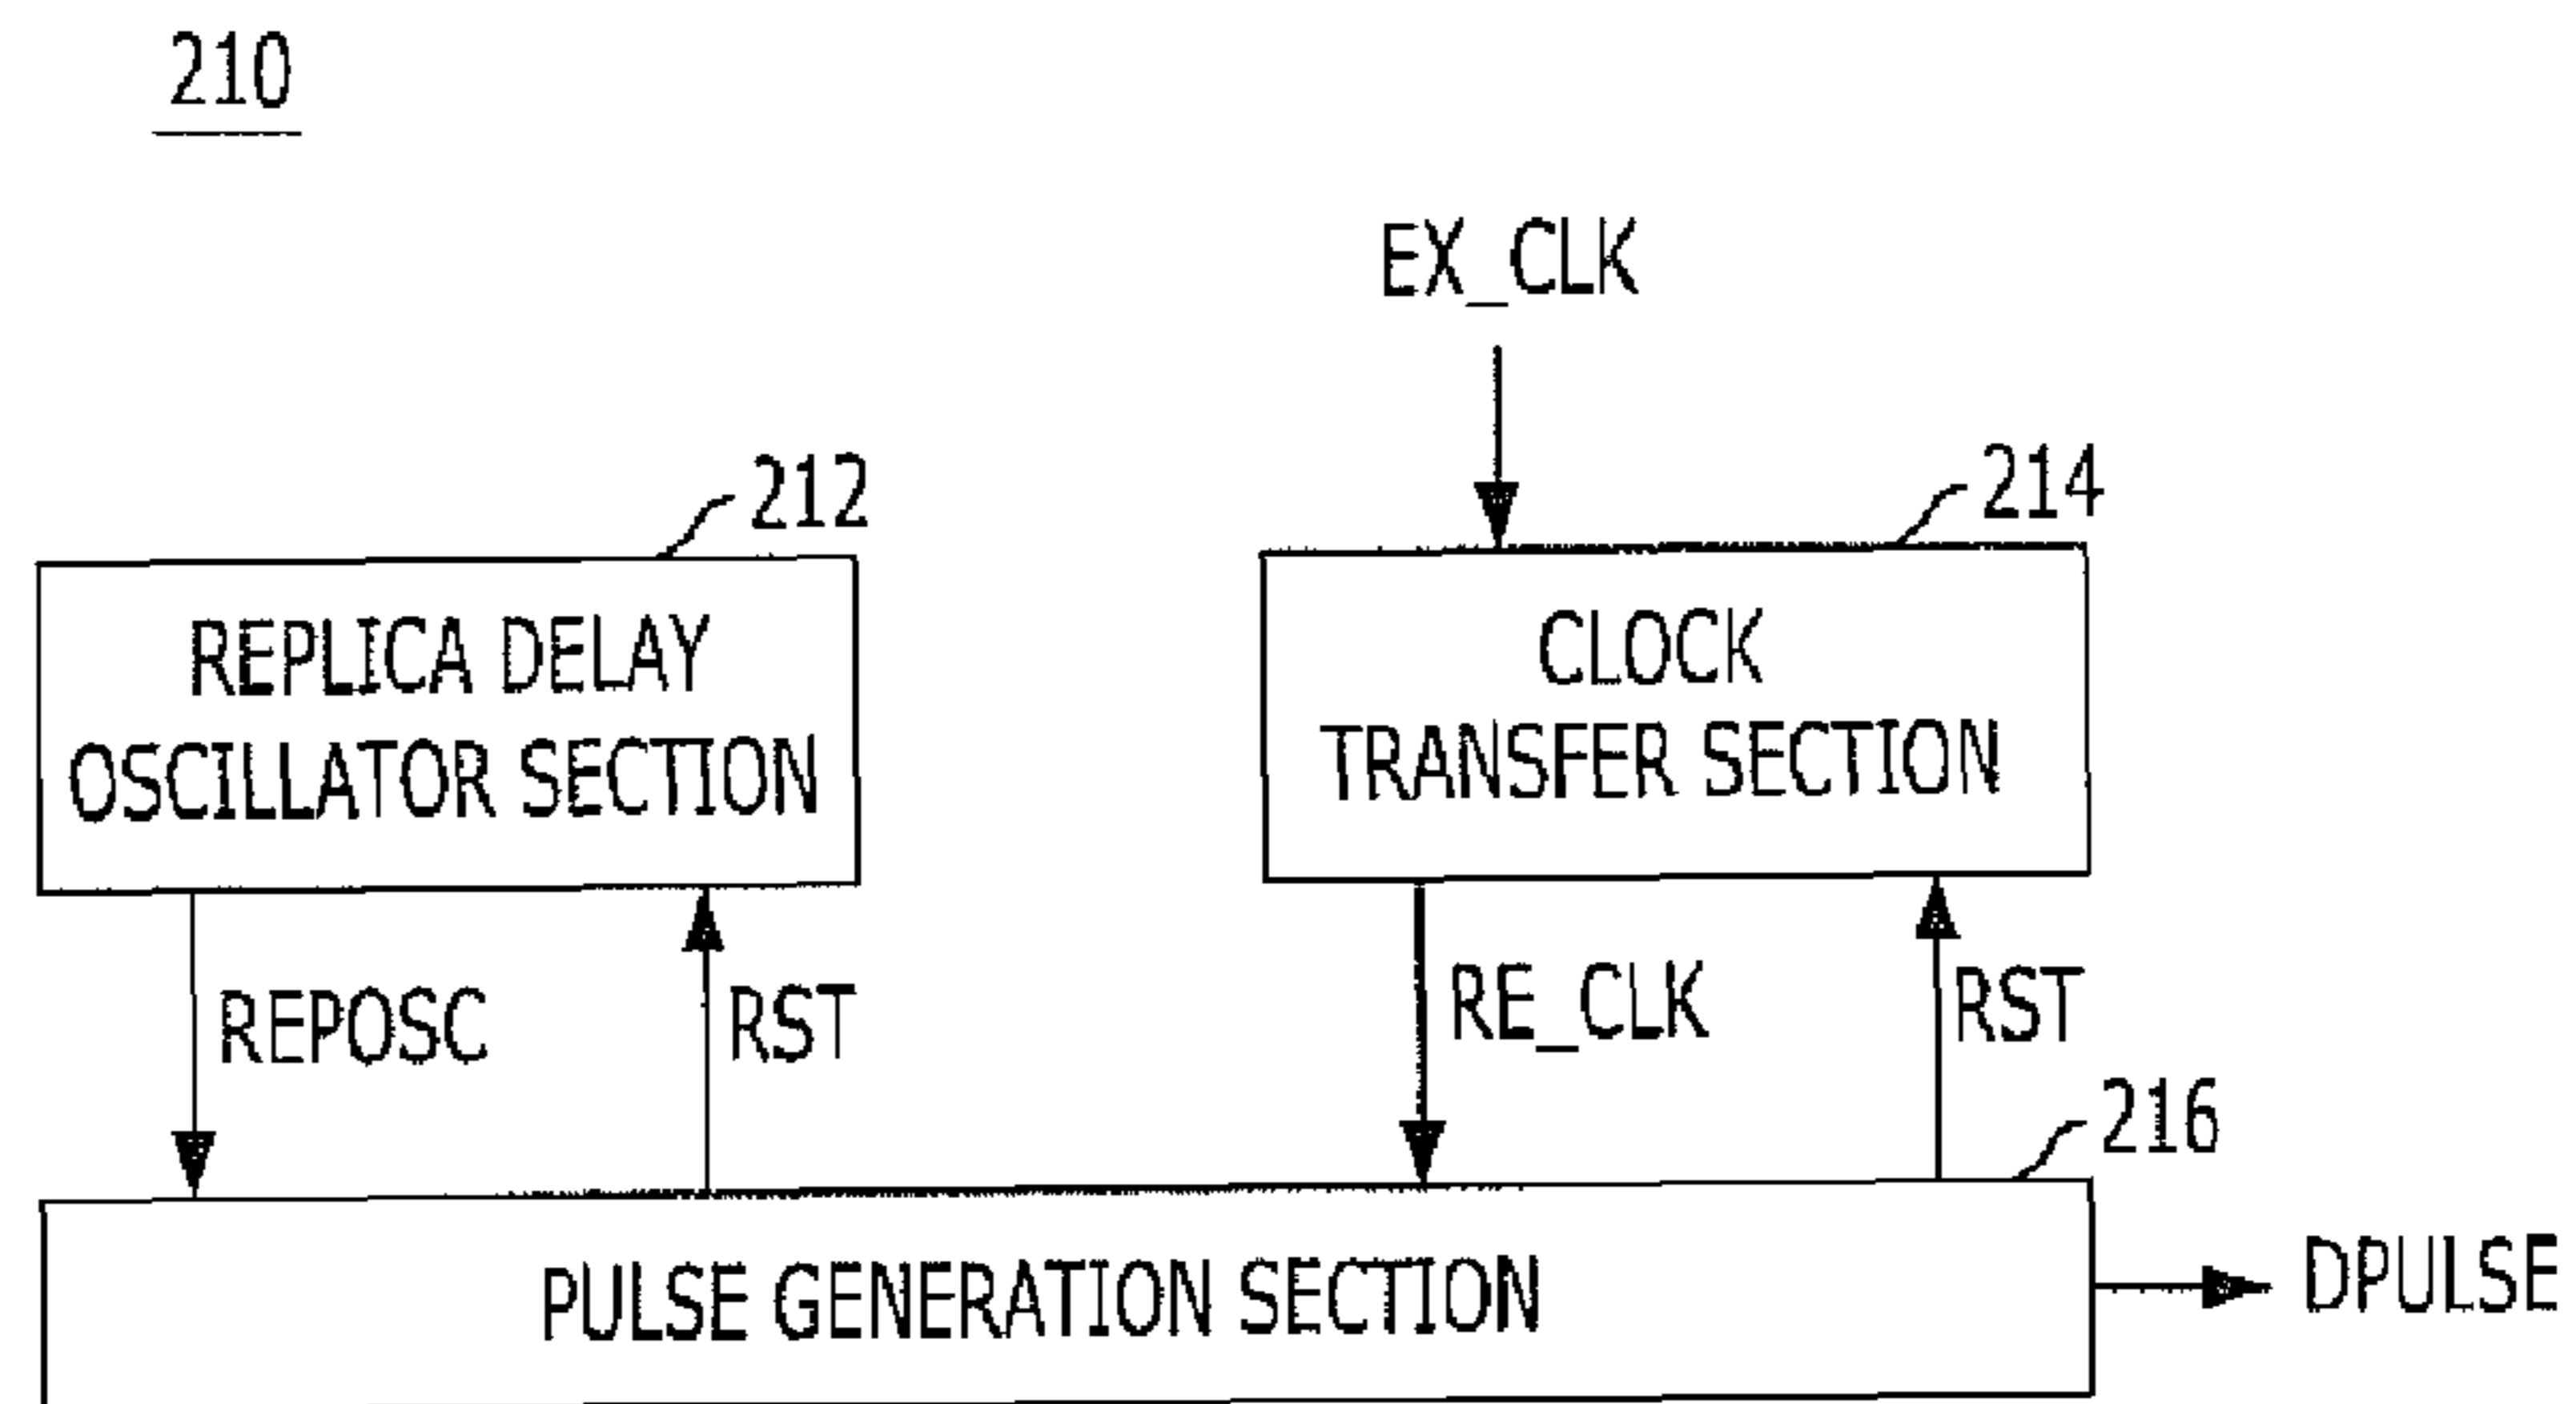 210
EX_CLK
212
214
REPLICA DELAY
OSCILLATOR SECTION
CLOCK
TRANSFER SECTION
REPOSC
RST
RE_CLK
RST
216
PULSE GENERATION SECTION
DPULSE